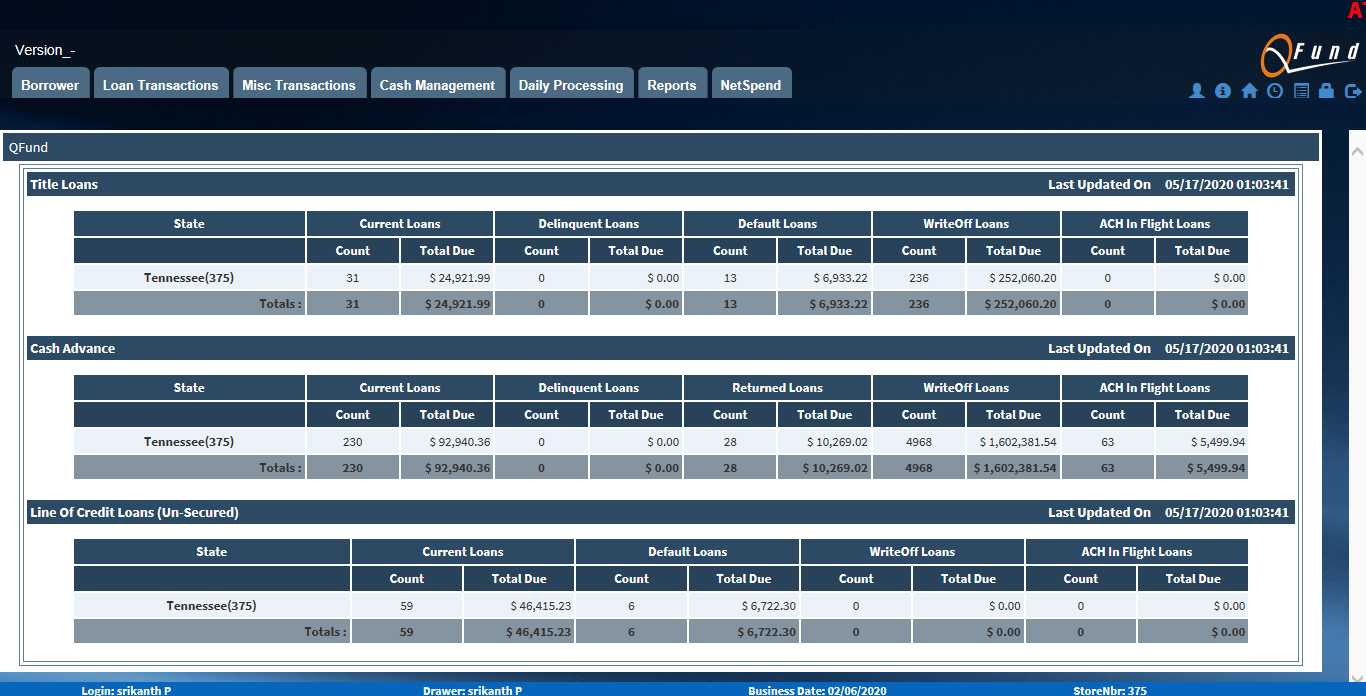 Version_-
QFund
Borrower Loan Transactions Misc Transactions Cash Management Daily Processing Reports NetSpend
QFund
Title Loans Last Updated On 05/17/2020 01:03:41
State Current Loans Delinquent Loans Default Loans WriteOff Loans ACH In Flight Loans
Count Total Due Count Total Due Count Total Due Count Total Due Count Total Due
Tennessee(375) 31 $ 24,921.99 0 $ 0.00 13 $ 6,933.22 236 $ 252,060.20 0 $ 0.00
Totals : 31 $ 24,921.99 0 $ 0.00 13 $ 6,933.22 236 $ 252,060.20 0 $ 0.00
Cash Advance Last Updated On 05/17/2020 01:03:41
State Current Loans Delinquent Loans Returned Loans WriteOff Loans ACH In Flight Loans
Count Total Due Count Total Due Count Total Due Count Total Due Count Total Due
Tennessee(375) 230 $ 92,940.36 0 $ 0.00 28 $ 10,269.02 4968 $ 1,602,381.54 63 $ 5,499.94
Totals : 230 $ 92,940.36 0 $ 0.00 28 $ 10,269.02 4968 $ 1,602,381.54 63 $ 5,499.94
Line Of Credit Loans (Un-Secured) Last Updated On 05/17/2020 01:03:41
State Current Loans Default Loans WriteOff Loans ACH In Flight Loans
Count Total Due Count Total Due Count Total Due Count Total Due
Tennessee(375) 59 $ 46,415.23 6 $ 6,722.30 0 $ 0.00 0 $ 0.00
Totals : 59 $ 46,415.23 6 $ 6,722.30 0 $ 0.00 0 $ 0.00
Login: srikanth P Drawer: srikanth P Business Date: 02/06/2020 StoreNbr: 375